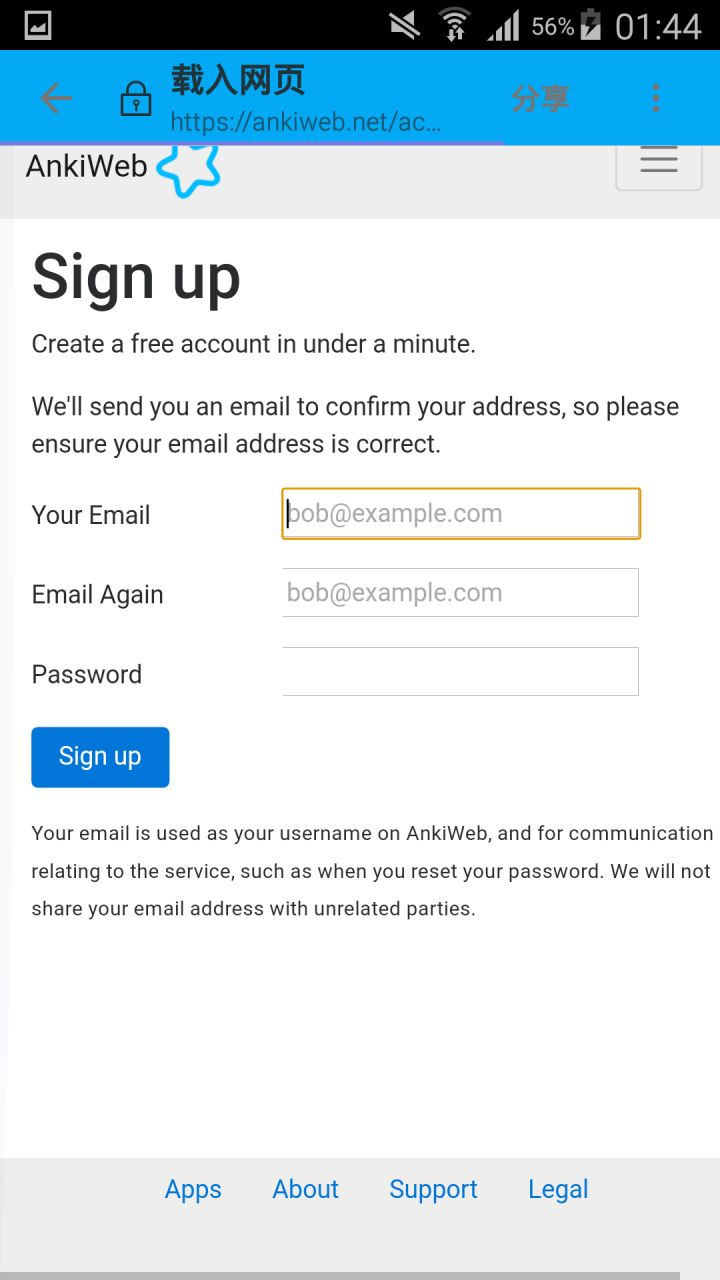 56%
01:44
载入网页
https://ankiweb.net/ac...
分享
AnkiWeb
Sign up
Create a free account in under a minute.
We'll send you an email to confirm your address, so please
ensure your email address is correct.
Your Email
bob@example.com
Email Again
bob@example.com
Password
Sign up
Your email is used as your username on AnkiWeb, and for communication
relating to the service, such as when you reset your password. We will not
share your email address with unrelated parties.
Apps
About
Support
Legal